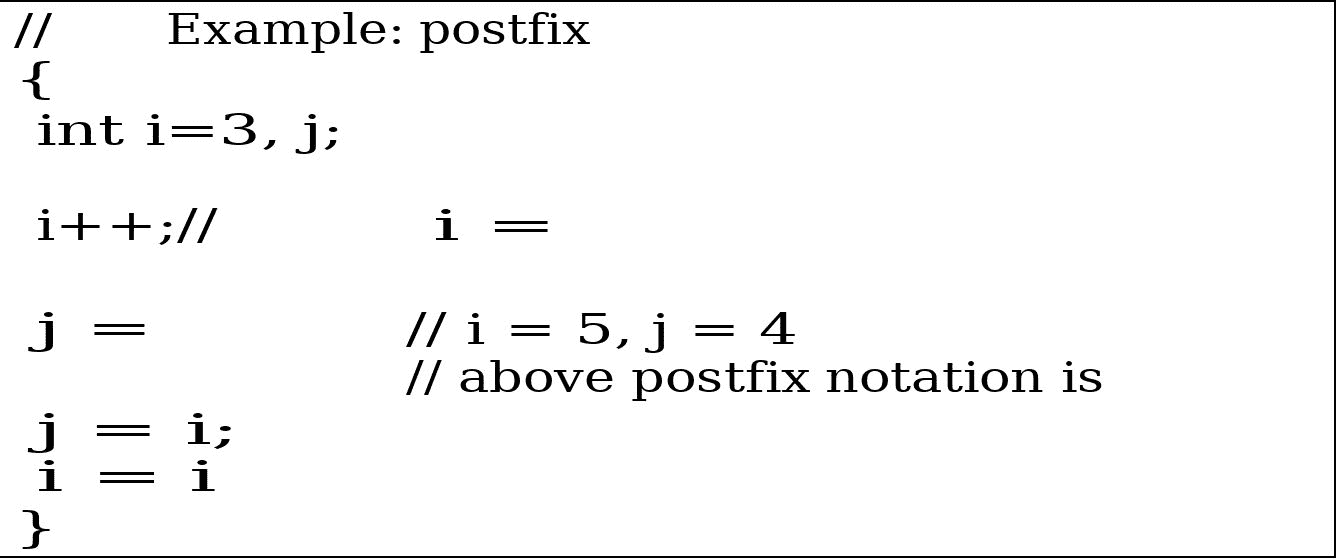 // Example: postfix
{
int i=3, j;
i++;// i =
j = // i = 5, j = 4
// above postfix notation is
j = i;
i = i
}